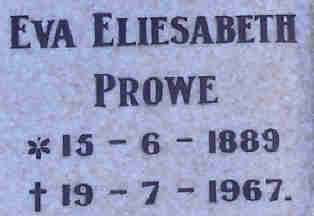 EVA ELIESABETH
PROWE
* 15 - 6 - 1889
† 19 - 7 - 1967.